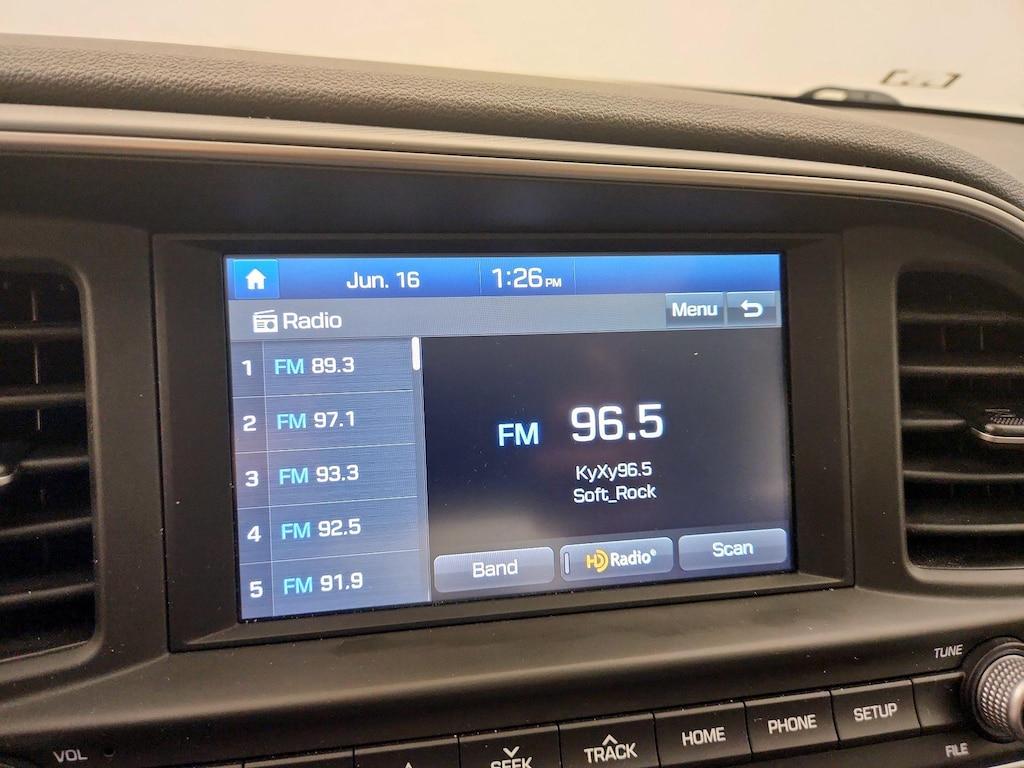 Jun. 16 1:26 PM
Radio Menu
1 FM 89.3
2 FM 97.1
3 FM 93.3
4 FM 92.5
5 FM 91.9
FM 96.5
KyXy96.5
Soft_Rock
Band HD Radio® Scan
TUNE
VOL SEEK TRACK HOME PHONE SETUP
FILE